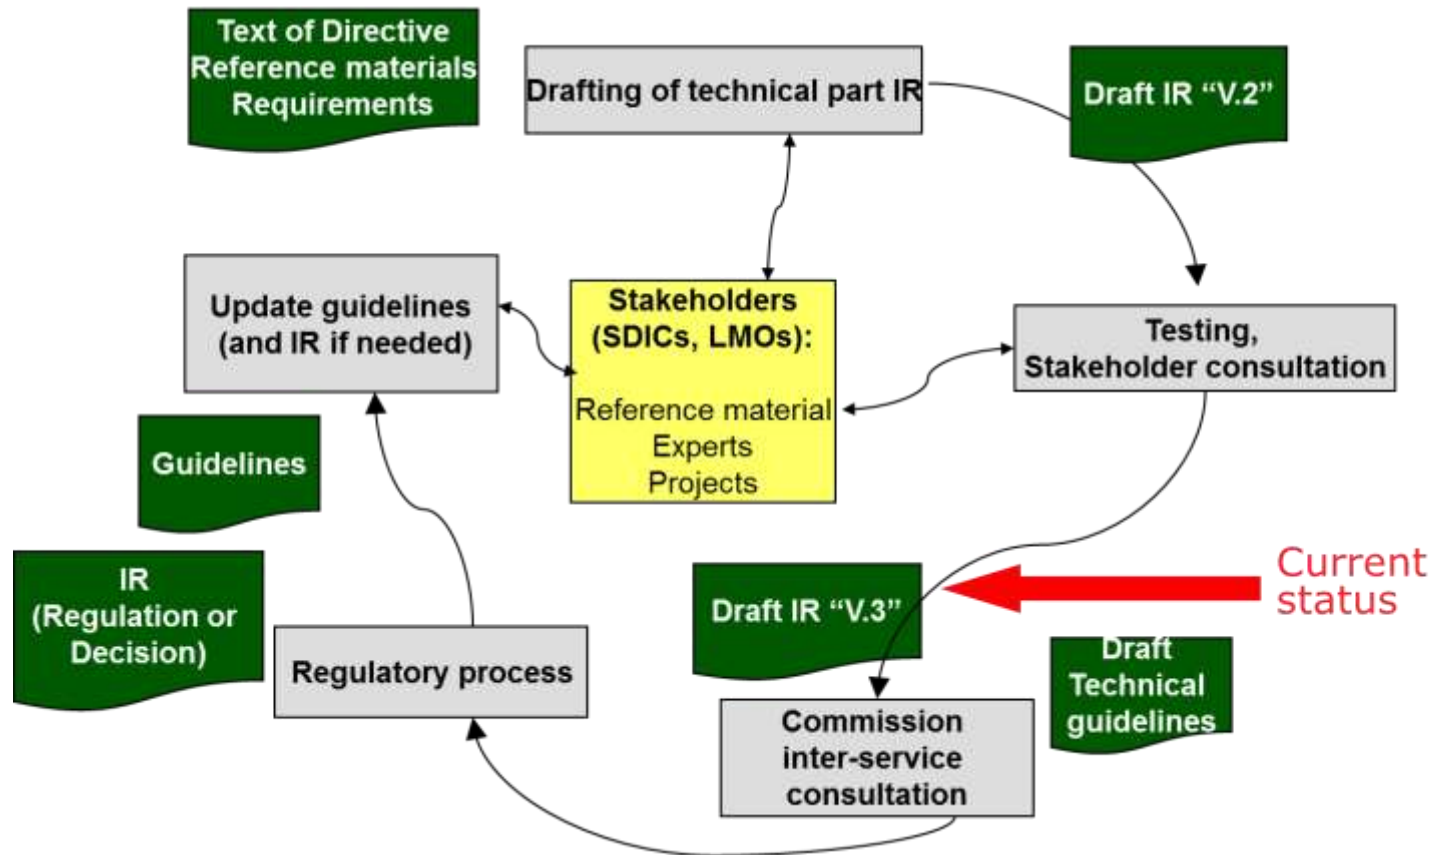 Text of Directive
Reference materials
Requirements
Drafting of technical part IR
Draft IR “V.2”
Update guidelines
(and IR if needed)
Stakeholders
(SDICs, LMOs):
Reference material
Experts
Projects
Testing,
Stakeholder consultation
Guidelines
IR
(Regulation or
Decision)
Regulatory process
Draft IR “V.3”
Current
status
Draft
Technical
guidelines
Commission
inter-service
consultation